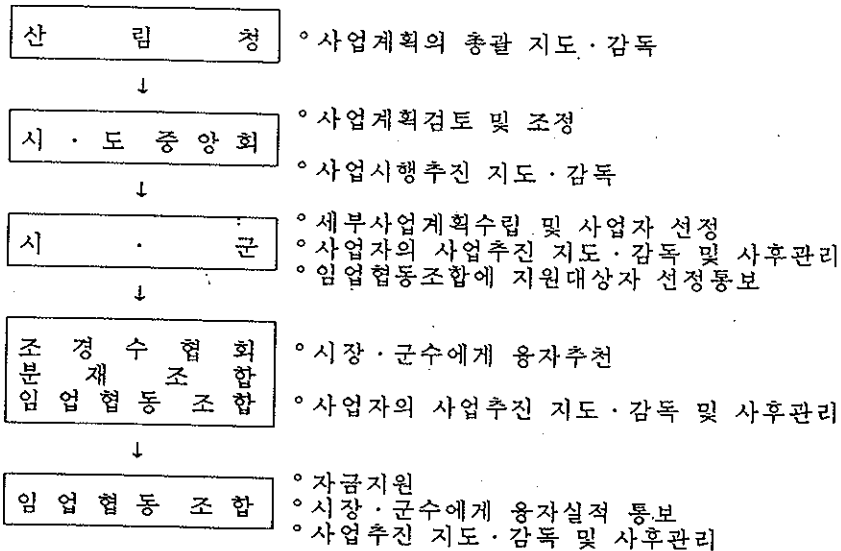 산 림 청
°사업계획의 총괄 지도·감독
↓
시 · 도 중 앙 회
°사업계획검토 및 조정
°사업시행추진 지도·감독
↓
시 · 군
°세부사업계획수립 및 사업자 선정
°사업자의 사업추진 지도·감독 및 사후관리
°임업협동조합에 지원대상자 선정통보
↓
조 경 수 협 회
분 재 조 합
임 업 협 동 조 합
°시장·군수에게 융자추천
°사업자의 사업추진 지도·감독 및 사후관리
↓
임 업 협 동 조 합
°자금지원
°시장·군수에게 융자실적 통보
°사업추진 지도·감독 및 사후관리